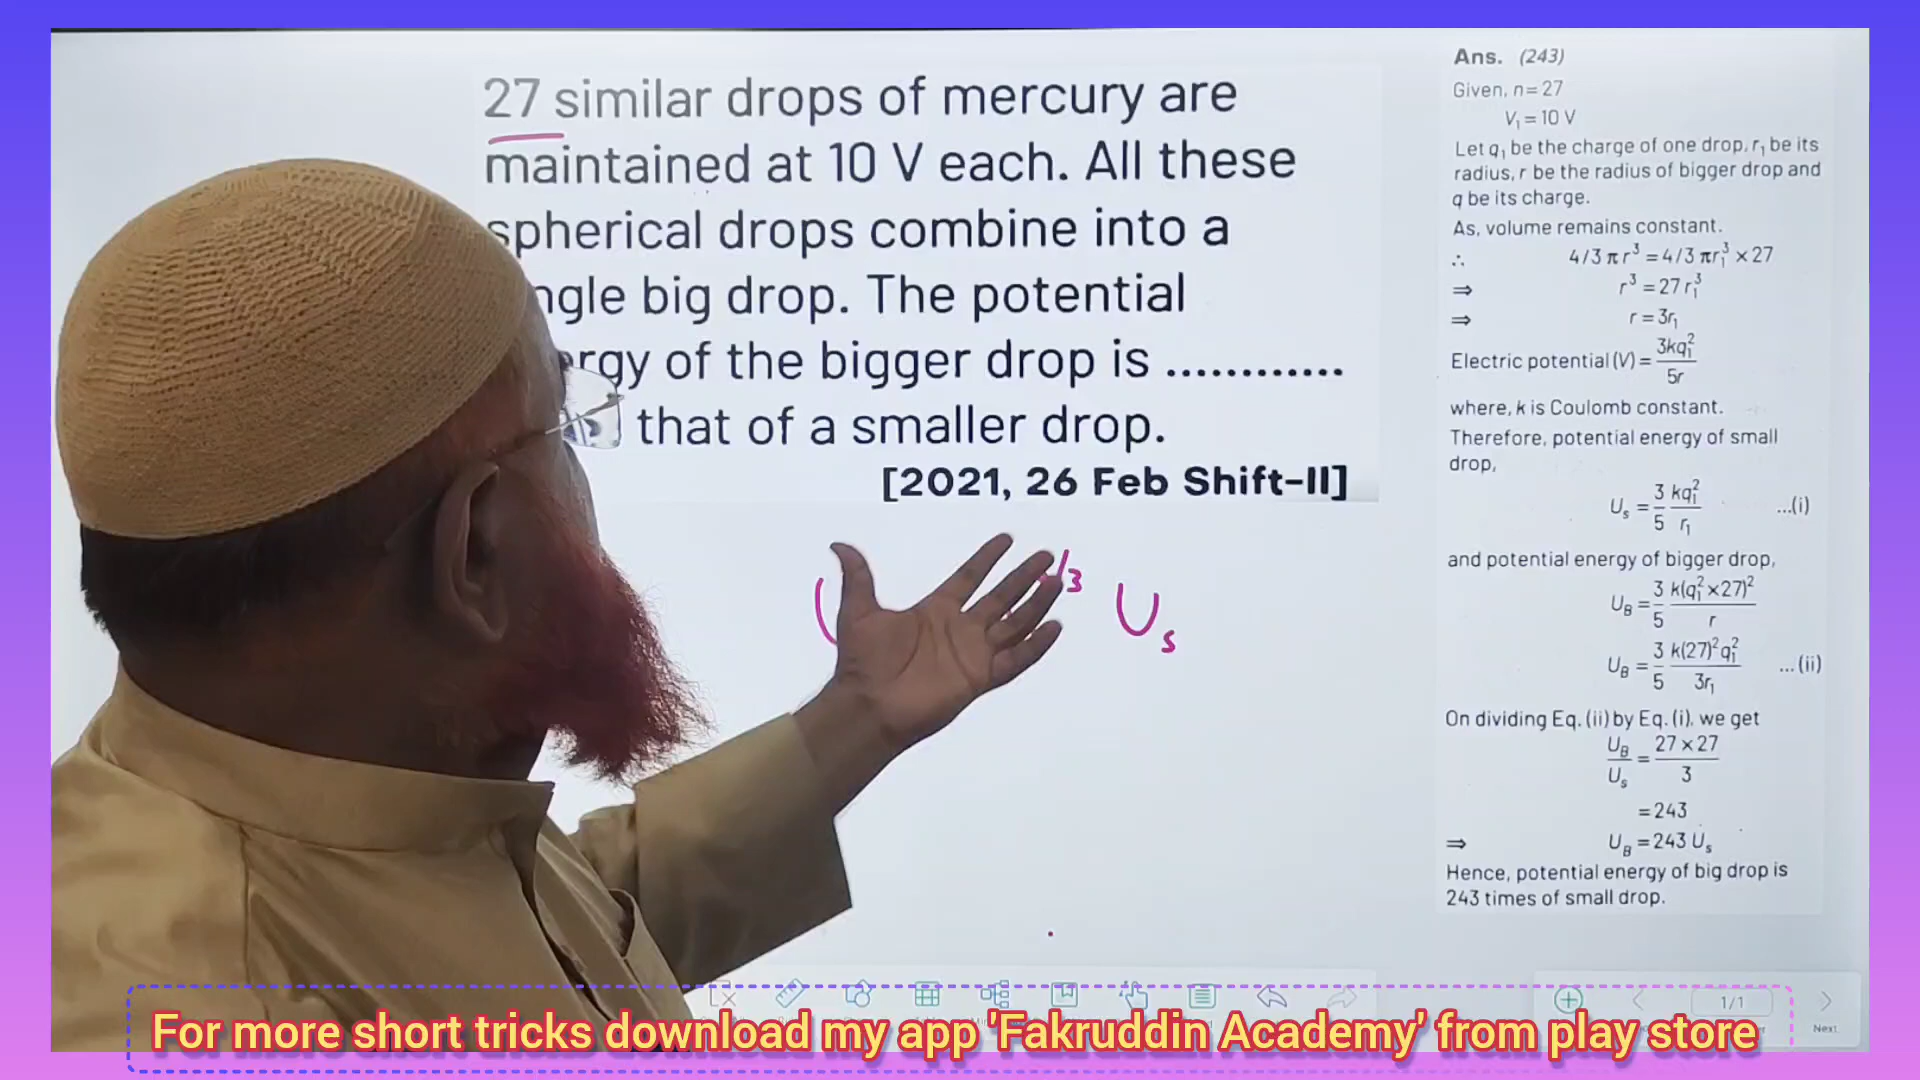 27 similar drops of mercury are
maintained at 10 V each. All these
spherical drops combine into a
ngle big drop. The potential
ergy of the bigger drop is ............
that of a smaller drop.
[2021, 26 Feb Shift-II]
/3 U_s
Ans. (243)
Given, n = 27
V₁ = 10 V
Let q₁ be the charge of one drop, r₁ be its
radius, r be the radius of bigger drop and
q be its charge.
As, volume remains constant.
∴ 4/3 π r³ = 4/3 πr₁³ × 27
⇒ r³ = 27 r₁³
⇒ r = 3r₁
Electric potential (V) = 3kq₁²/5r
where, k is Coulomb constant.
Therefore, potential energy of small
drop,
U_s = 3/5 kq₁²/r₁ ...(i)
and potential energy of bigger drop,
U_B = 3/5 k(q₁² × 27)²/r
U_B = 3/5 k(27)²q₁²/3r₁ ...(ii)
On dividing Eq. (ii) by Eq. (i), we get
U_B/U_s = 27 × 27/3
= 243
⇒ U_B = 243 U_s
Hence, potential energy of big drop is
243 times of small drop.
1/1
Next
For more short tricks download my app 'Fakruddin Academy' from play store